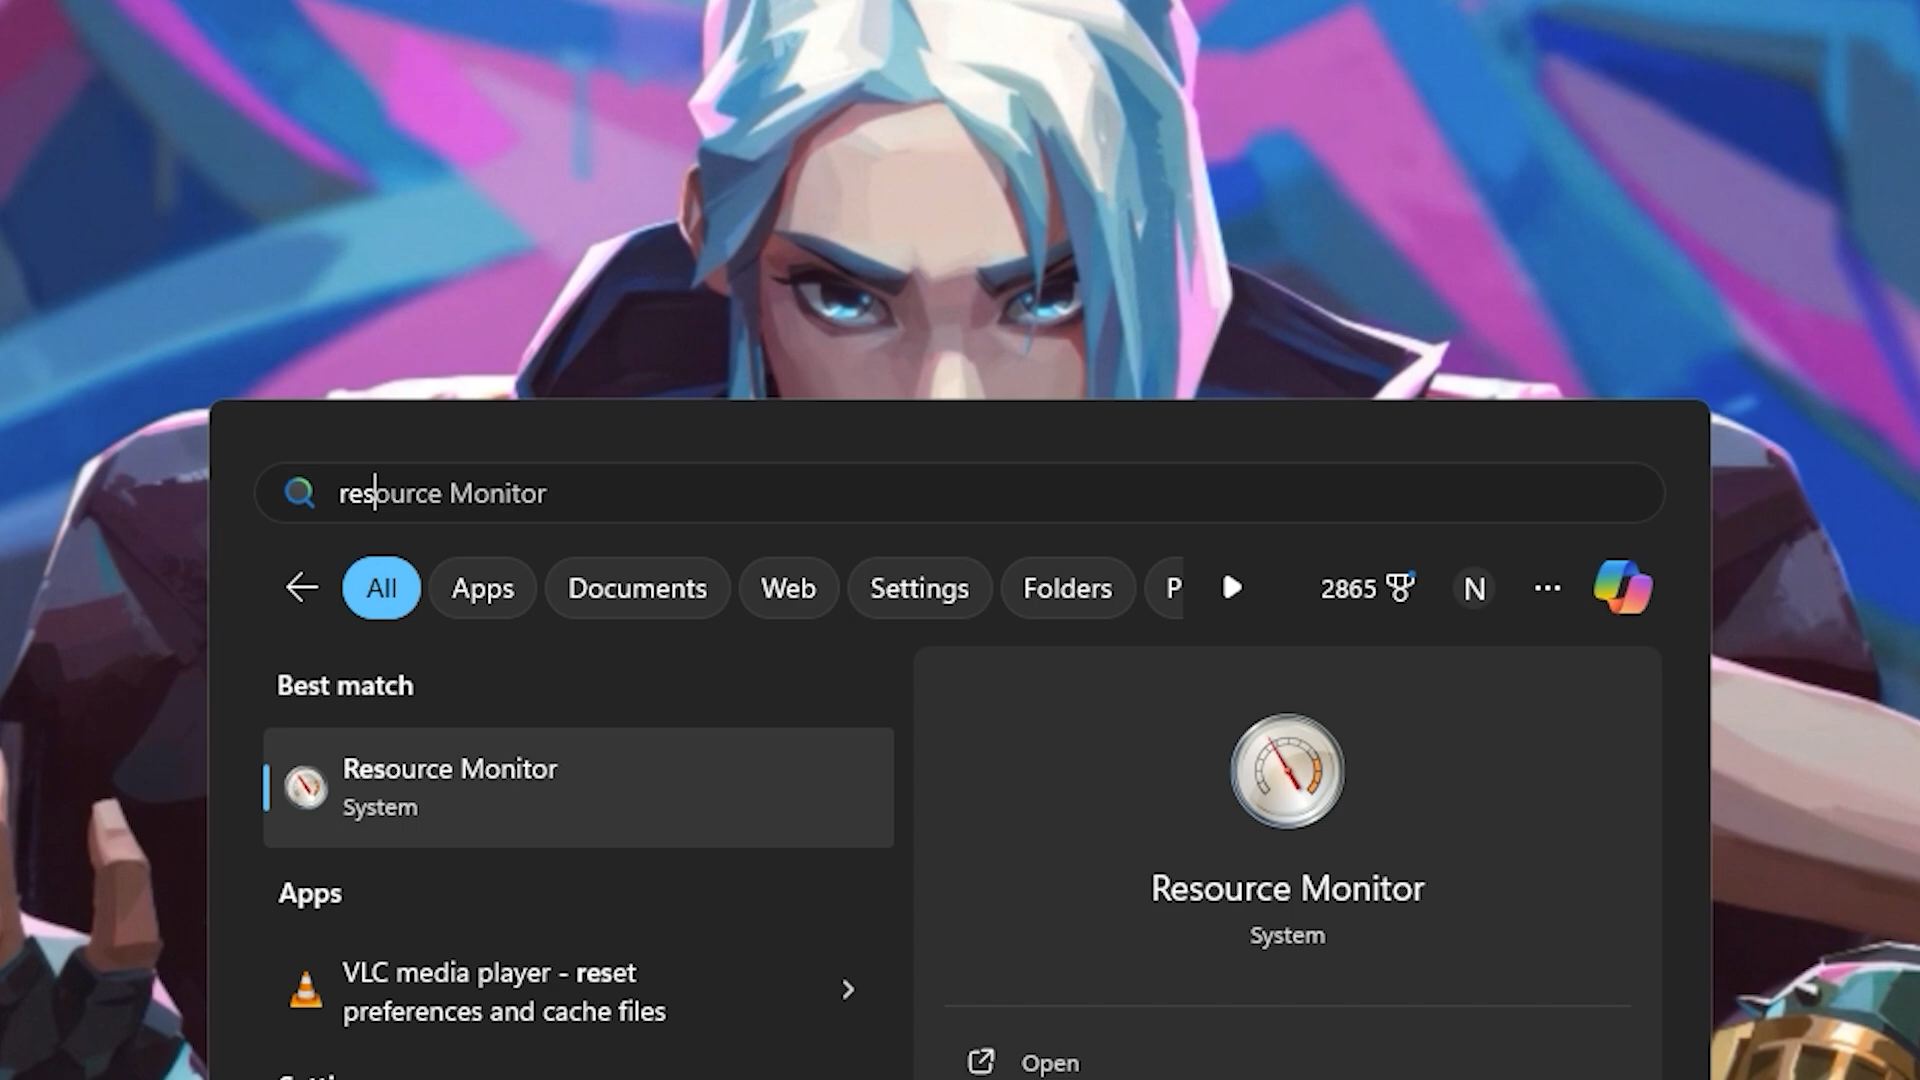 resource Monitor
All Apps Documents Web Settings Folders P 2865 N ...
Best match
Resource Monitor
System
Apps
VLC media player - reset
preferences and cache files
Resource Monitor
System
Open